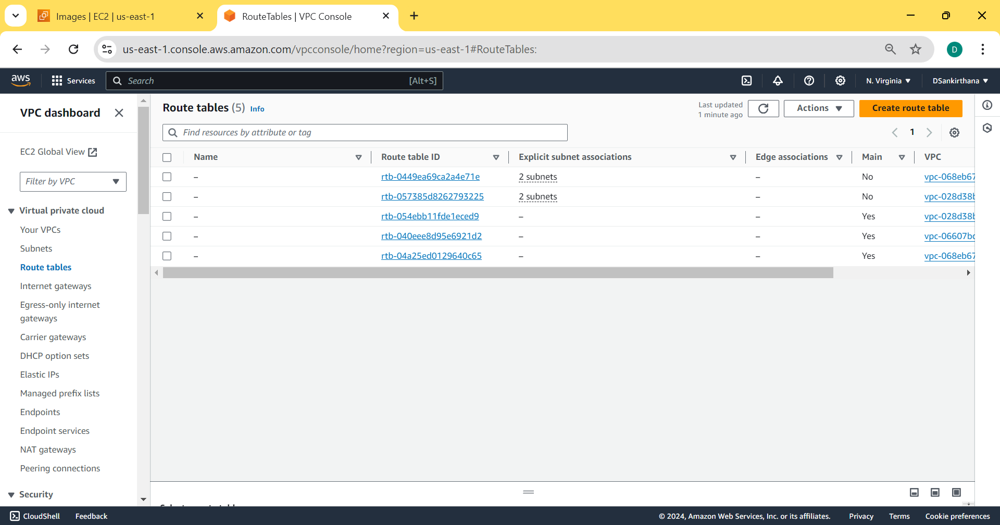 Images | EC2 | us-east-1
RouteTables | VPC Console
us-east-1.console.aws.amazon.com/vpcconsole/home?region=us-east-1#RouteTables:
D
aws
Services
Search
[Alt+S]
N. Virginia
DSankirthana
VPC dashboard
EC2 Global View
Filter by VPC
Virtual private cloud
Your VPCs
Subnets
Route tables
Internet gateways
Egress-only internet
gateways
Carrier gateways
DHCP option sets
Elastic IPs
Managed prefix lists
Endpoints
Endpoint services
NAT gateways
Peering connections
Security
Route tables (5) Info
Last updated
1 minute ago
Actions
Create route table
Find resources by attribute or tag
1
Name Route table ID Explicit subnet associations Edge associations Main VPC
– rtb-0449ea69ca2a4e71e 2 subnets – No vpc-068eb67
– rtb-057385d8262793225 2 subnets – No vpc-028d38b
– rtb-054ebb11fde1eced9 – – Yes vpc-028d38b
– rtb-040eee8d95e6921d2 – – Yes vpc-06607bc
– rtb-04a25ed0129640c65 – – Yes vpc-068eb67
CloudShell Feedback © 2024, Amazon Web Services, Inc. or its affiliates. Privacy Terms Cookie preferences